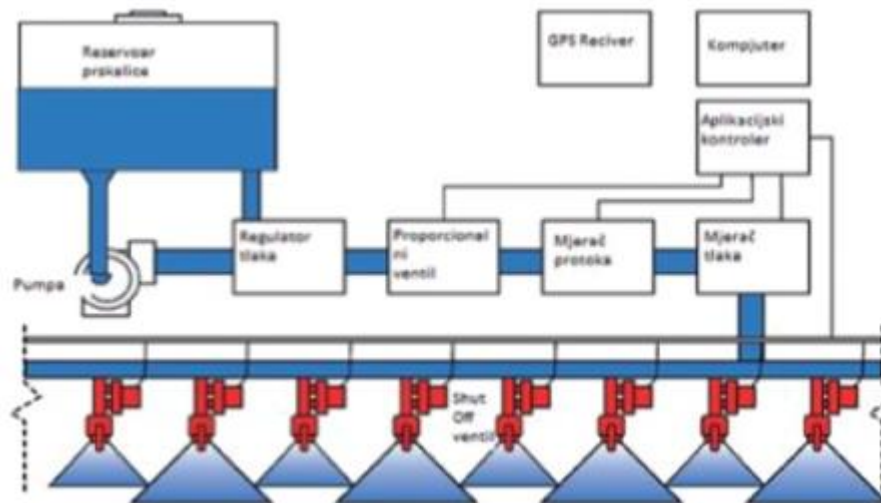 Reservoar
prskalice
GPS Reciver
Kompjuter
Aplikacijski
kontroler
Regulator
tlaka
Proporcional
ni
ventil
Mjerač
protoka
Mjerač
tlaka
Pumpa
Shut
Off
ventil